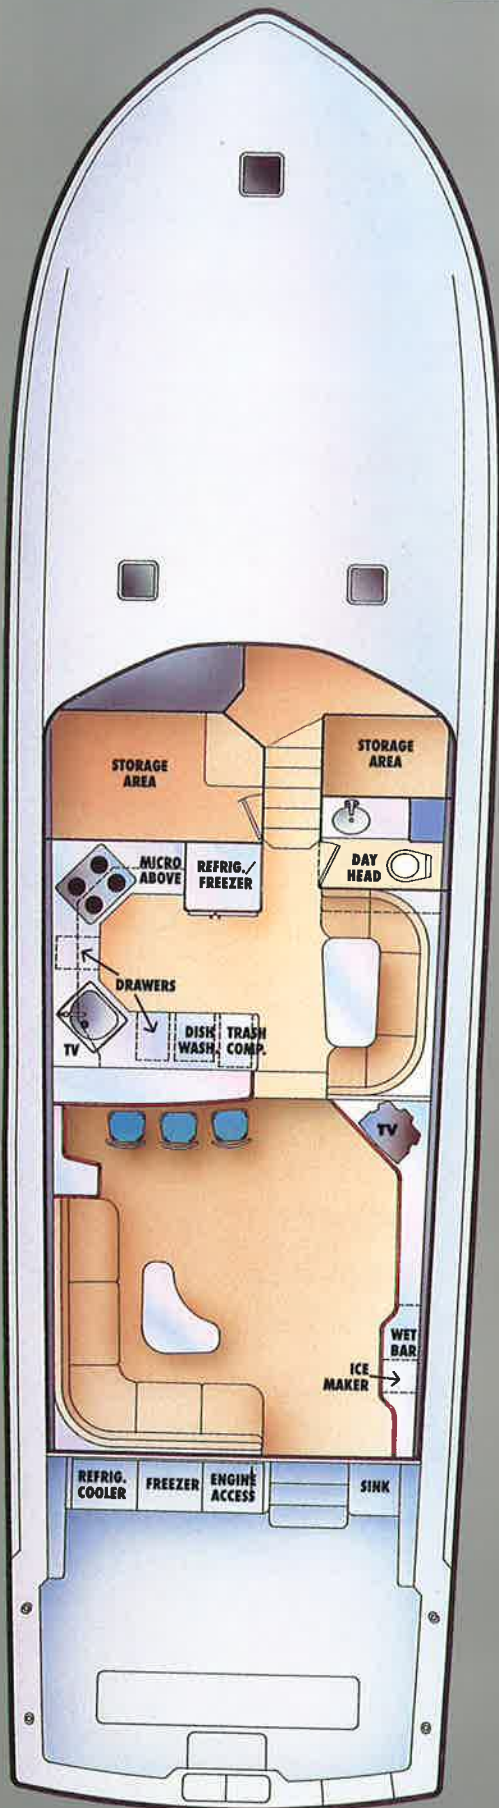 STORAGE
AREA
STORAGE
AREA
MICRO
ABOVE
REFRIG./
FREEZER
DAY
HEAD
DRAWERS
DISH
WASH.
TRASH
COMP.
TV
TV
WET
BAR
ICE
MAKER
REFRIG.
COOLER
FREEZER
ENGINE
ACCESS
SINK